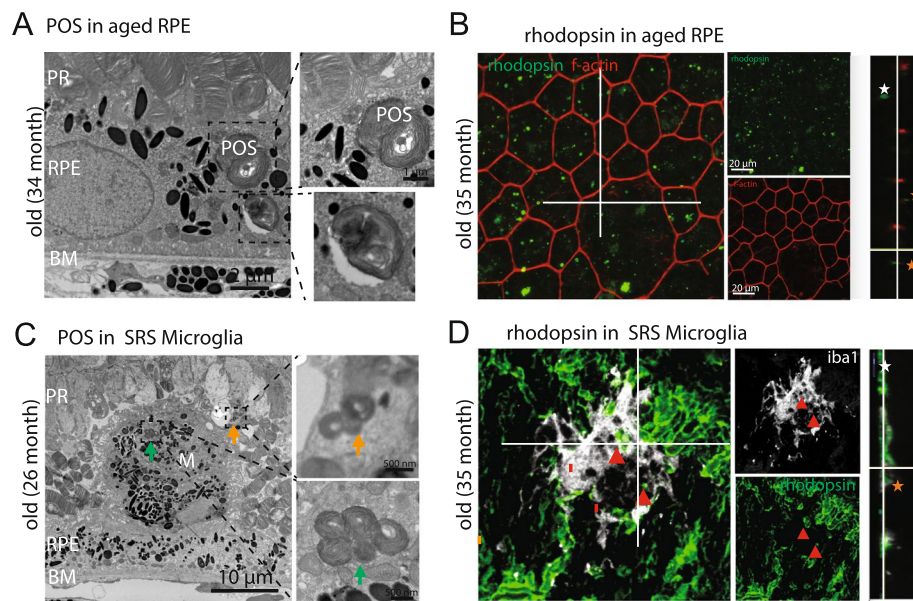 A POS in aged RPE
old (34 month)
PR
POS
RPE
BM
2 µm
POS
1 µm
B rhodopsin in aged RPE
old (35 month)
rhodopsin f-actin
rhodopsin
20 µm
f-actin
20 µm
C POS in SRS Microglia
old (26 month)
PR
M
RPE
BM
10 µm
500 nm
500 nm
D rhodopsin in SRS Microglia
old (35 month)
iba1
rhodopsin